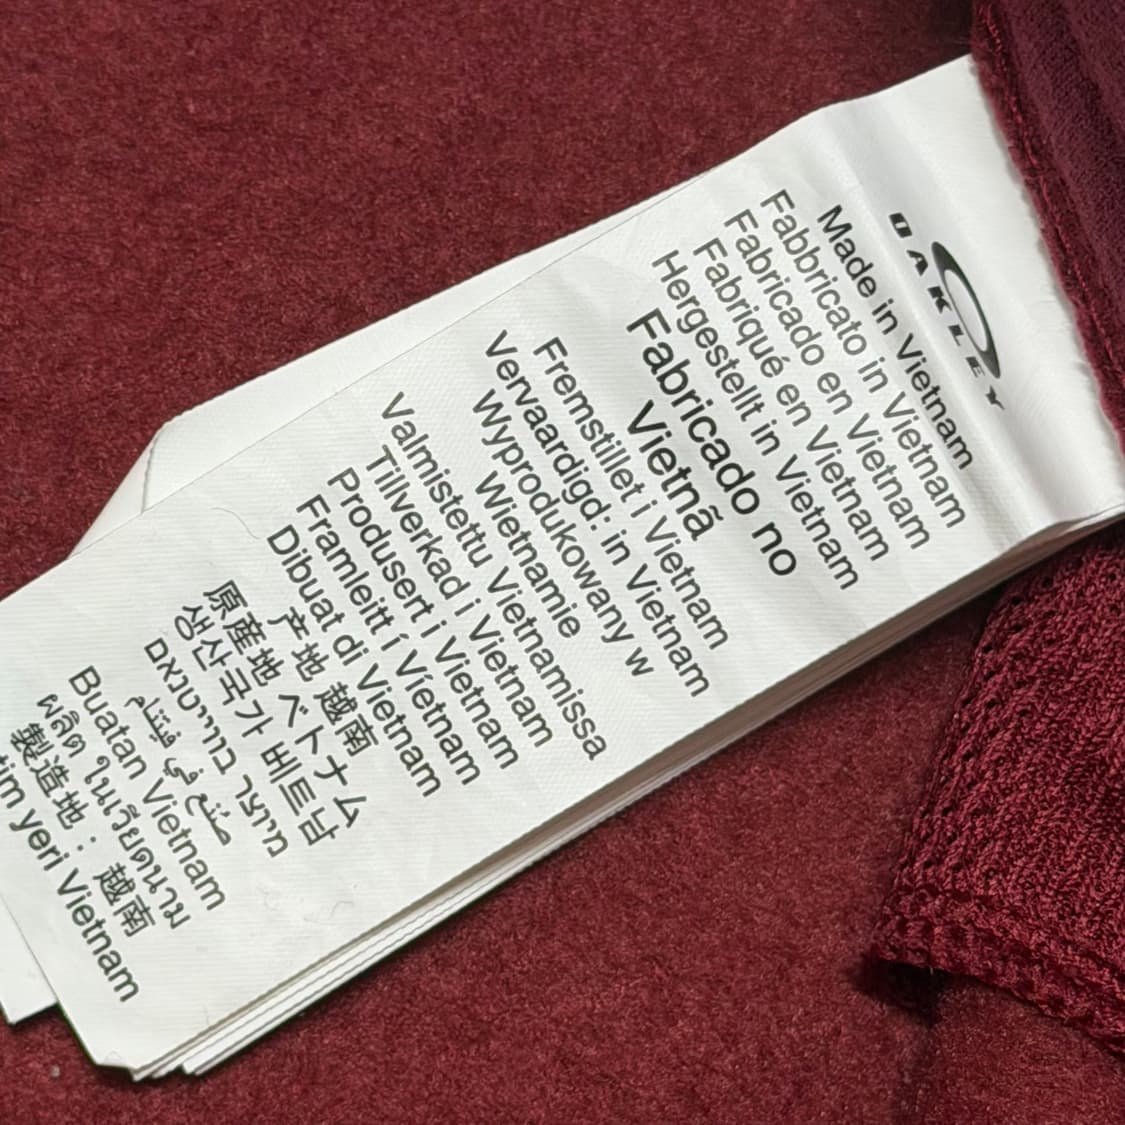 OAKLEY
Made in Vietnam
Fabbricato in Vietnam
Fabricado en Vietnam
Fabriqué en Vietnam
Hergestellt in Vietnam
Fabricado no
Vietnã
Fremstillet i Vietnam
Vervaardigd: in Vietnam
Wyprodukowany w
Wietnamie
Valmistettu Vietnamissa
Tillverkad i Vietnam
Produsert i Vietnam
Framleitt í Víetnam
Dibuat di Vietnam
产地 越南
原産地 ベトナム
생산국가 베트남
מיוצר בווייטנאם
صنع في فيتنام
Buatan Vietnam
ผลิต ในเวียดนาม
製造地：越南
yeri Vietnam